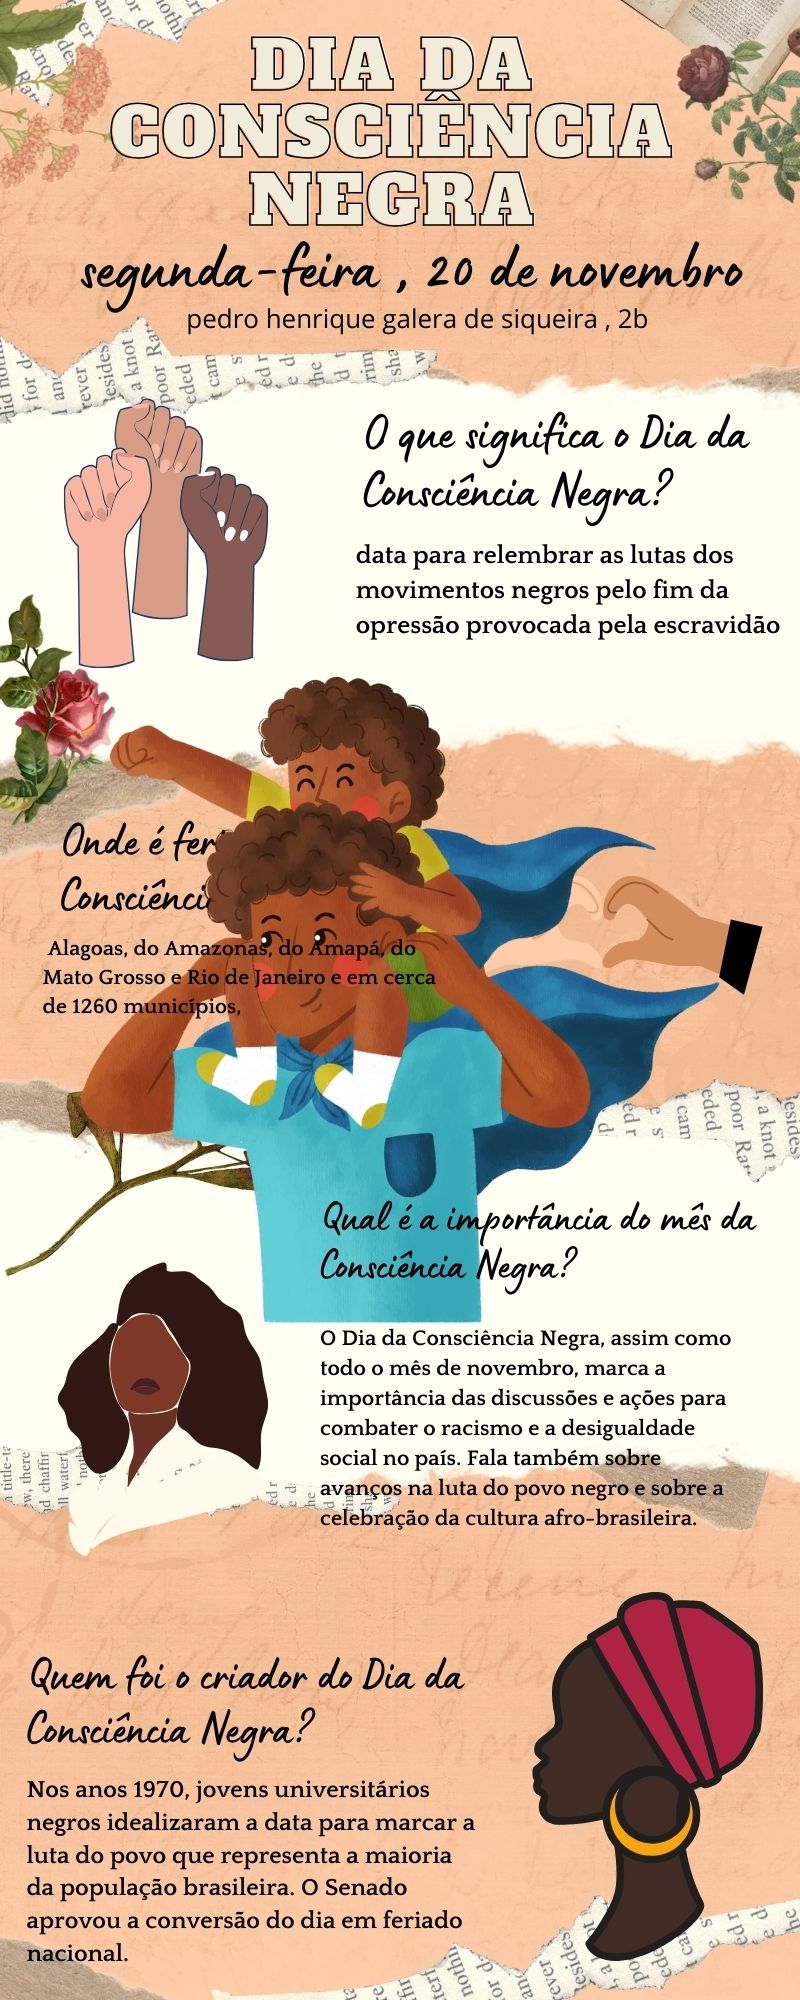 DIA DA
CONSCIÊNCIA
NEGRA
segunda-feira , 20 de novembro
pedro henrique galera de siqueira , 2b
O que significa o Dia da
Consciência Negra?
data para relembrar as lutas dos
movimentos negros pelo fim da
opressão provocada pela escravidão
Onde é
Alagoas, do Amazonas, do Amapá, do
Mato Grosso e Rio de Janeiro e em cerca
de 1260 municípios,
Qual é a importância do mês da
Consciência Negra?
O Dia da Consciência Negra, assim como
todo o mês de novembro, marca a
importância das discussões e ações para
combater o racismo e a desigualdade
social no país. Fala também sobre
avanços na luta do povo negro e sobre a
celebração da cultura afro-brasileira.
Quem foi o criador do Dia da
Consciência Negra?
Nos anos 1970, jovens universitários
negros idealizaram a data para marcar a
luta do povo que representa a maioria
da população brasileira. O Senado
aprovou a conversão do dia em feriado
nacional.